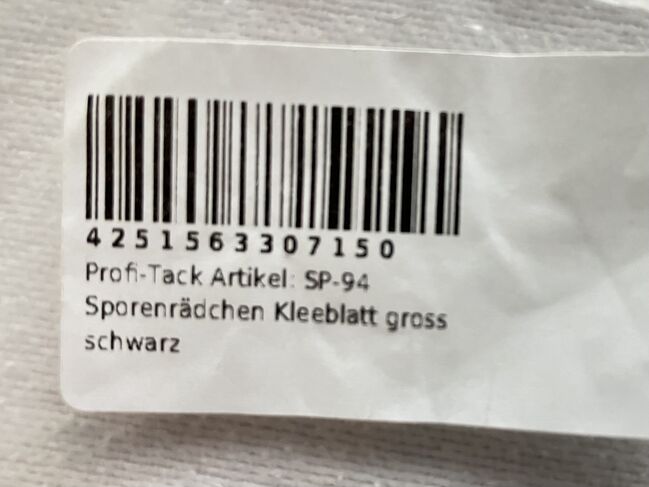 4251563307150
Profi-Tack Artikel: SP-94
Sporenrädchen Kleeblatt gross
schwarz